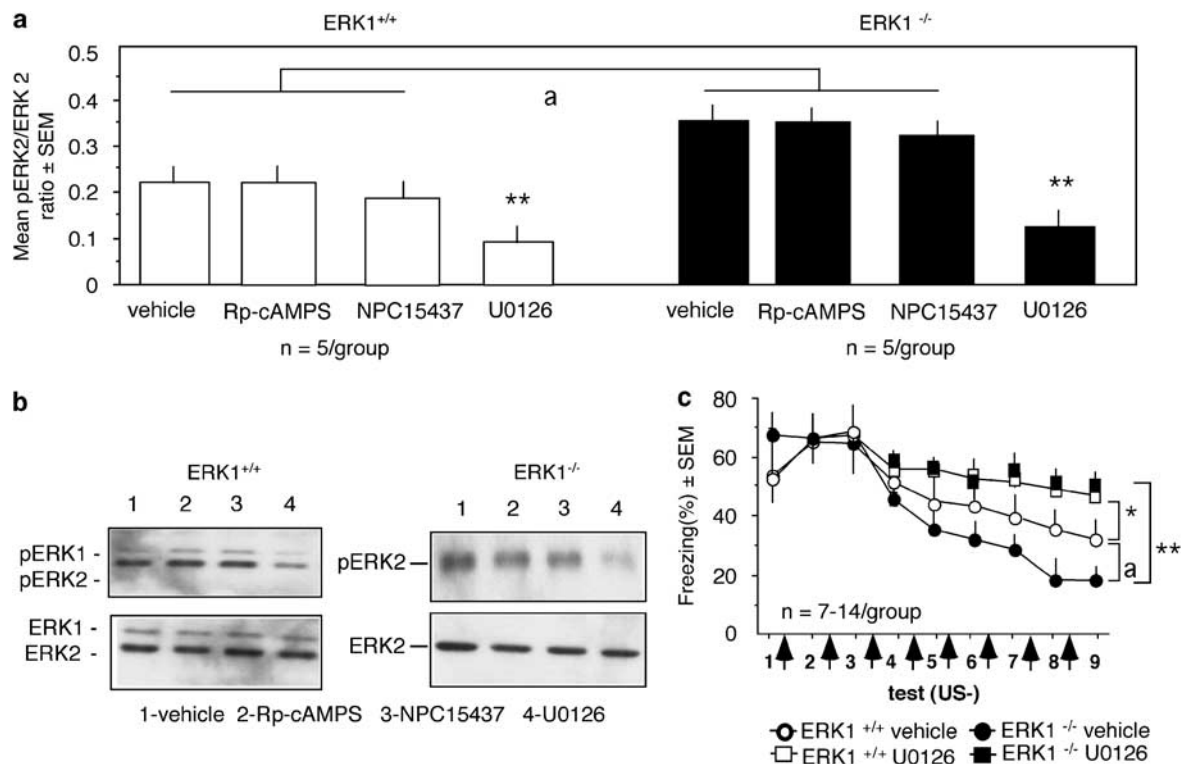 a
ERK1+/+ ERK1 -/-
Mean pERK2/ERK 2
ratio ± SEM
0.5
0.4
0.3
0.2
0.1
0
a
** **
vehicle Rp-cAMPS NPC15437 U0126 vehicle Rp-cAMPS NPC15437 U0126
n = 5/group n = 5/group
b
ERK1+/+ ERK1-/-
1 2 3 4 1 2 3 4
pERK1 -
pERK2 -
pERK2
ERK1 -
ERK2 -
ERK2
1-vehicle 2-Rp-cAMPS 3-NPC15437 4-U0126
c
Freezing(%) ± SEM
80
60
40
20
0
*
**
a
n = 7-14/group
1 2 3 4 5 6 7 8 9
test (US-)
ERK1 +/+ vehicle ERK1 -/- vehicle
ERK1 +/+ U0126 ERK1 -/- U0126